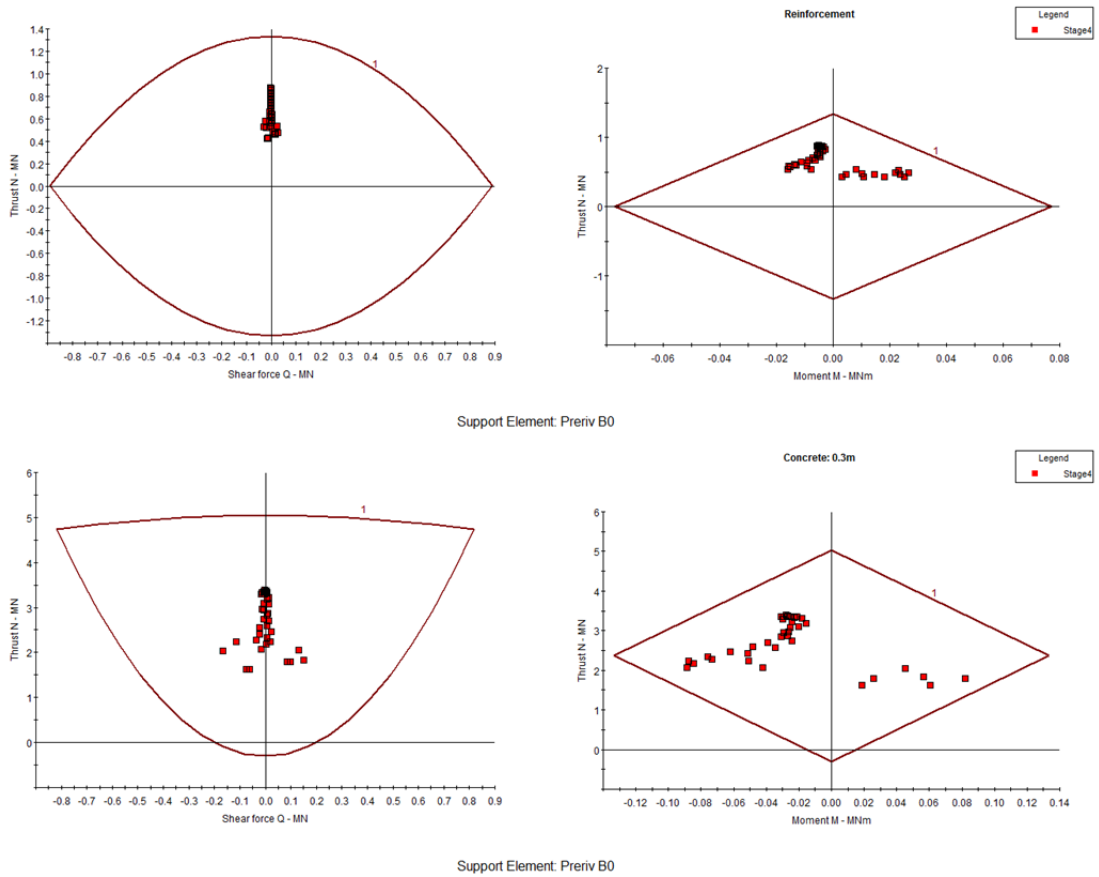 Reinforcement
Legend
Stage4
1.4
1.2
1.0
0.8
0.6
0.4
0.2
0.0
-0.2
-0.4
-0.6
-0.8
-1.0
-1.2
Thrust N - MN
1
-0.8 -0.7 -0.6 -0.5 -0.4 -0.3 -0.2 -0.1 0.0 0.1 0.2 0.3 0.4 0.5 0.6 0.7 0.8 0.9
Shear force Q - MN
2
1
0
-1
Thrust N - MN
1
-0.06 -0.04 -0.02 0.00 0.02 0.04 0.06 0.08
Moment M - MNm
Support Element: Preriv B0
Concrete: 0.3m
Legend
Stage4
6
5
4
3
2
1
0
Thrust N - MN
1
-0.8 -0.7 -0.6 -0.5 -0.4 -0.3 -0.2 -0.1 0.0 0.1 0.2 0.3 0.4 0.5 0.6 0.7 0.8 0.9
Shear force Q - MN
6
5
4
3
2
1
0
Thrust N - MN
1
-0.12 -0.10 -0.08 -0.06 -0.04 -0.02 0.00 0.02 0.04 0.06 0.08 0.10 0.12 0.14
Moment M - MNm
Support Element: Preriv B0